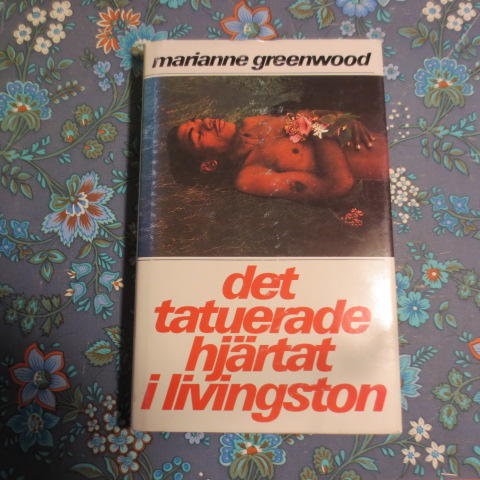 marianne greenwood
det
tatuerade
hjärtat
i livingston